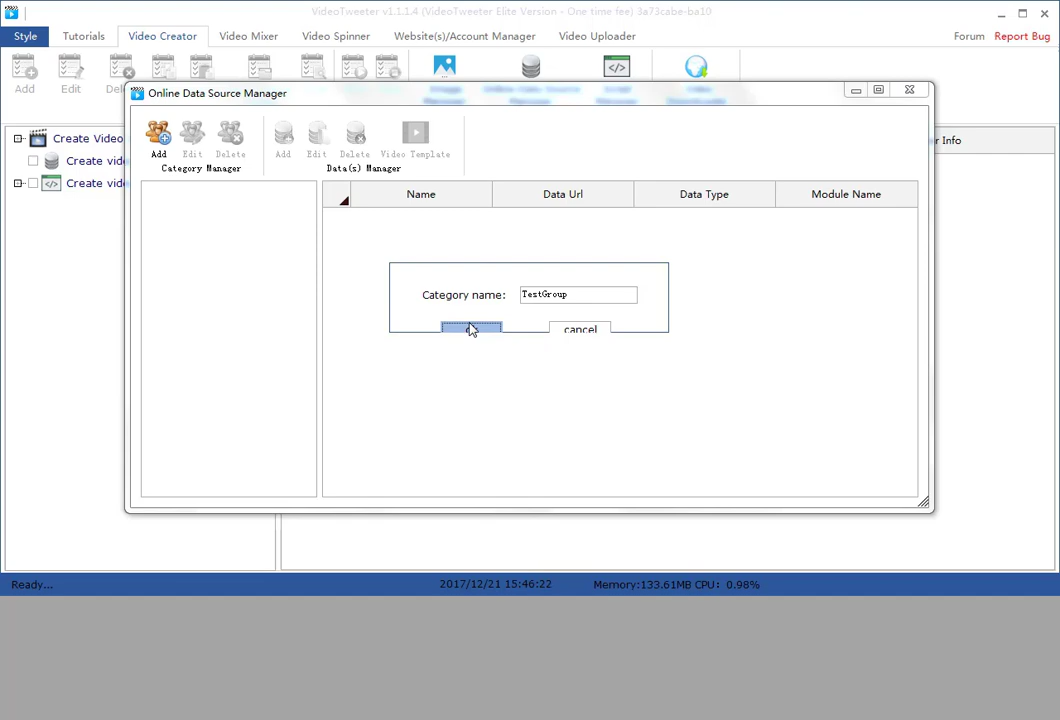 VideoTweeter v1.1.1.4 (VideoTweeter Elite Version - One time fee) 3a73cabe-ba10
Style Tutorials Video Creator Video Mixer Video Spinner Website(s)/Account Manager Video Uploader Forum Report Bug
Add Edit
Online Data Source Manager
Create Video
Create vid
Create vid
r Info
Add Edit Delete Add Edit Delete Video Template
Category Manager Data(s) Manager
Name Data Url Data Type Module Name
Category name: TestGroup
cancel
Ready... 2017/12/21 15:46:22 Memory:133.61MB CPU: 0.98%